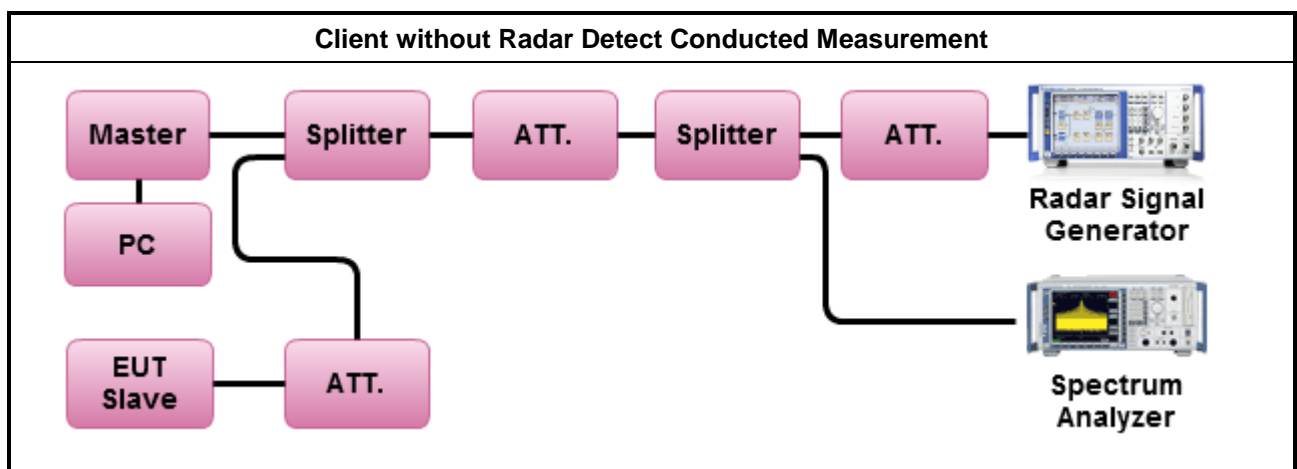 Client without Radar Detect Conducted Measurement
Master
Splitter
ATT.
Splitter
ATT.
Radar Signal
Generator
PC
EUT
Slave
ATT.
Spectrum
Analyzer